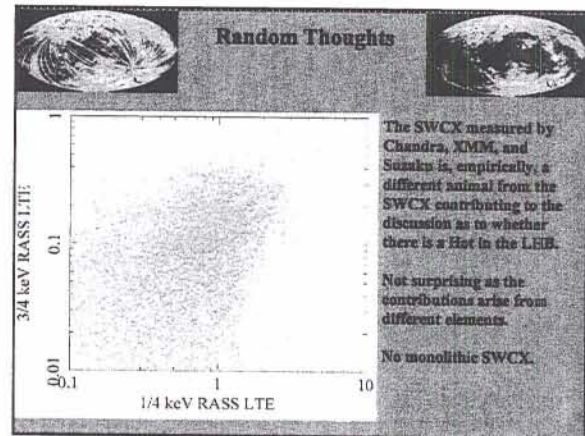 Random Thoughts
The SWCX measured by
Chandra, XMM, and
Suzaku is, empirically, a
different animal from the
SWCX contributing to the
discussion as to whether
there is a Hot in the LHB.
Not surprising as the
contributions arise from
different elements.
No monolithic SWCX.
3/4 keV RASS LTE
1
0.1
0.01
0.1
1
10
1/4 keV RASS LTE